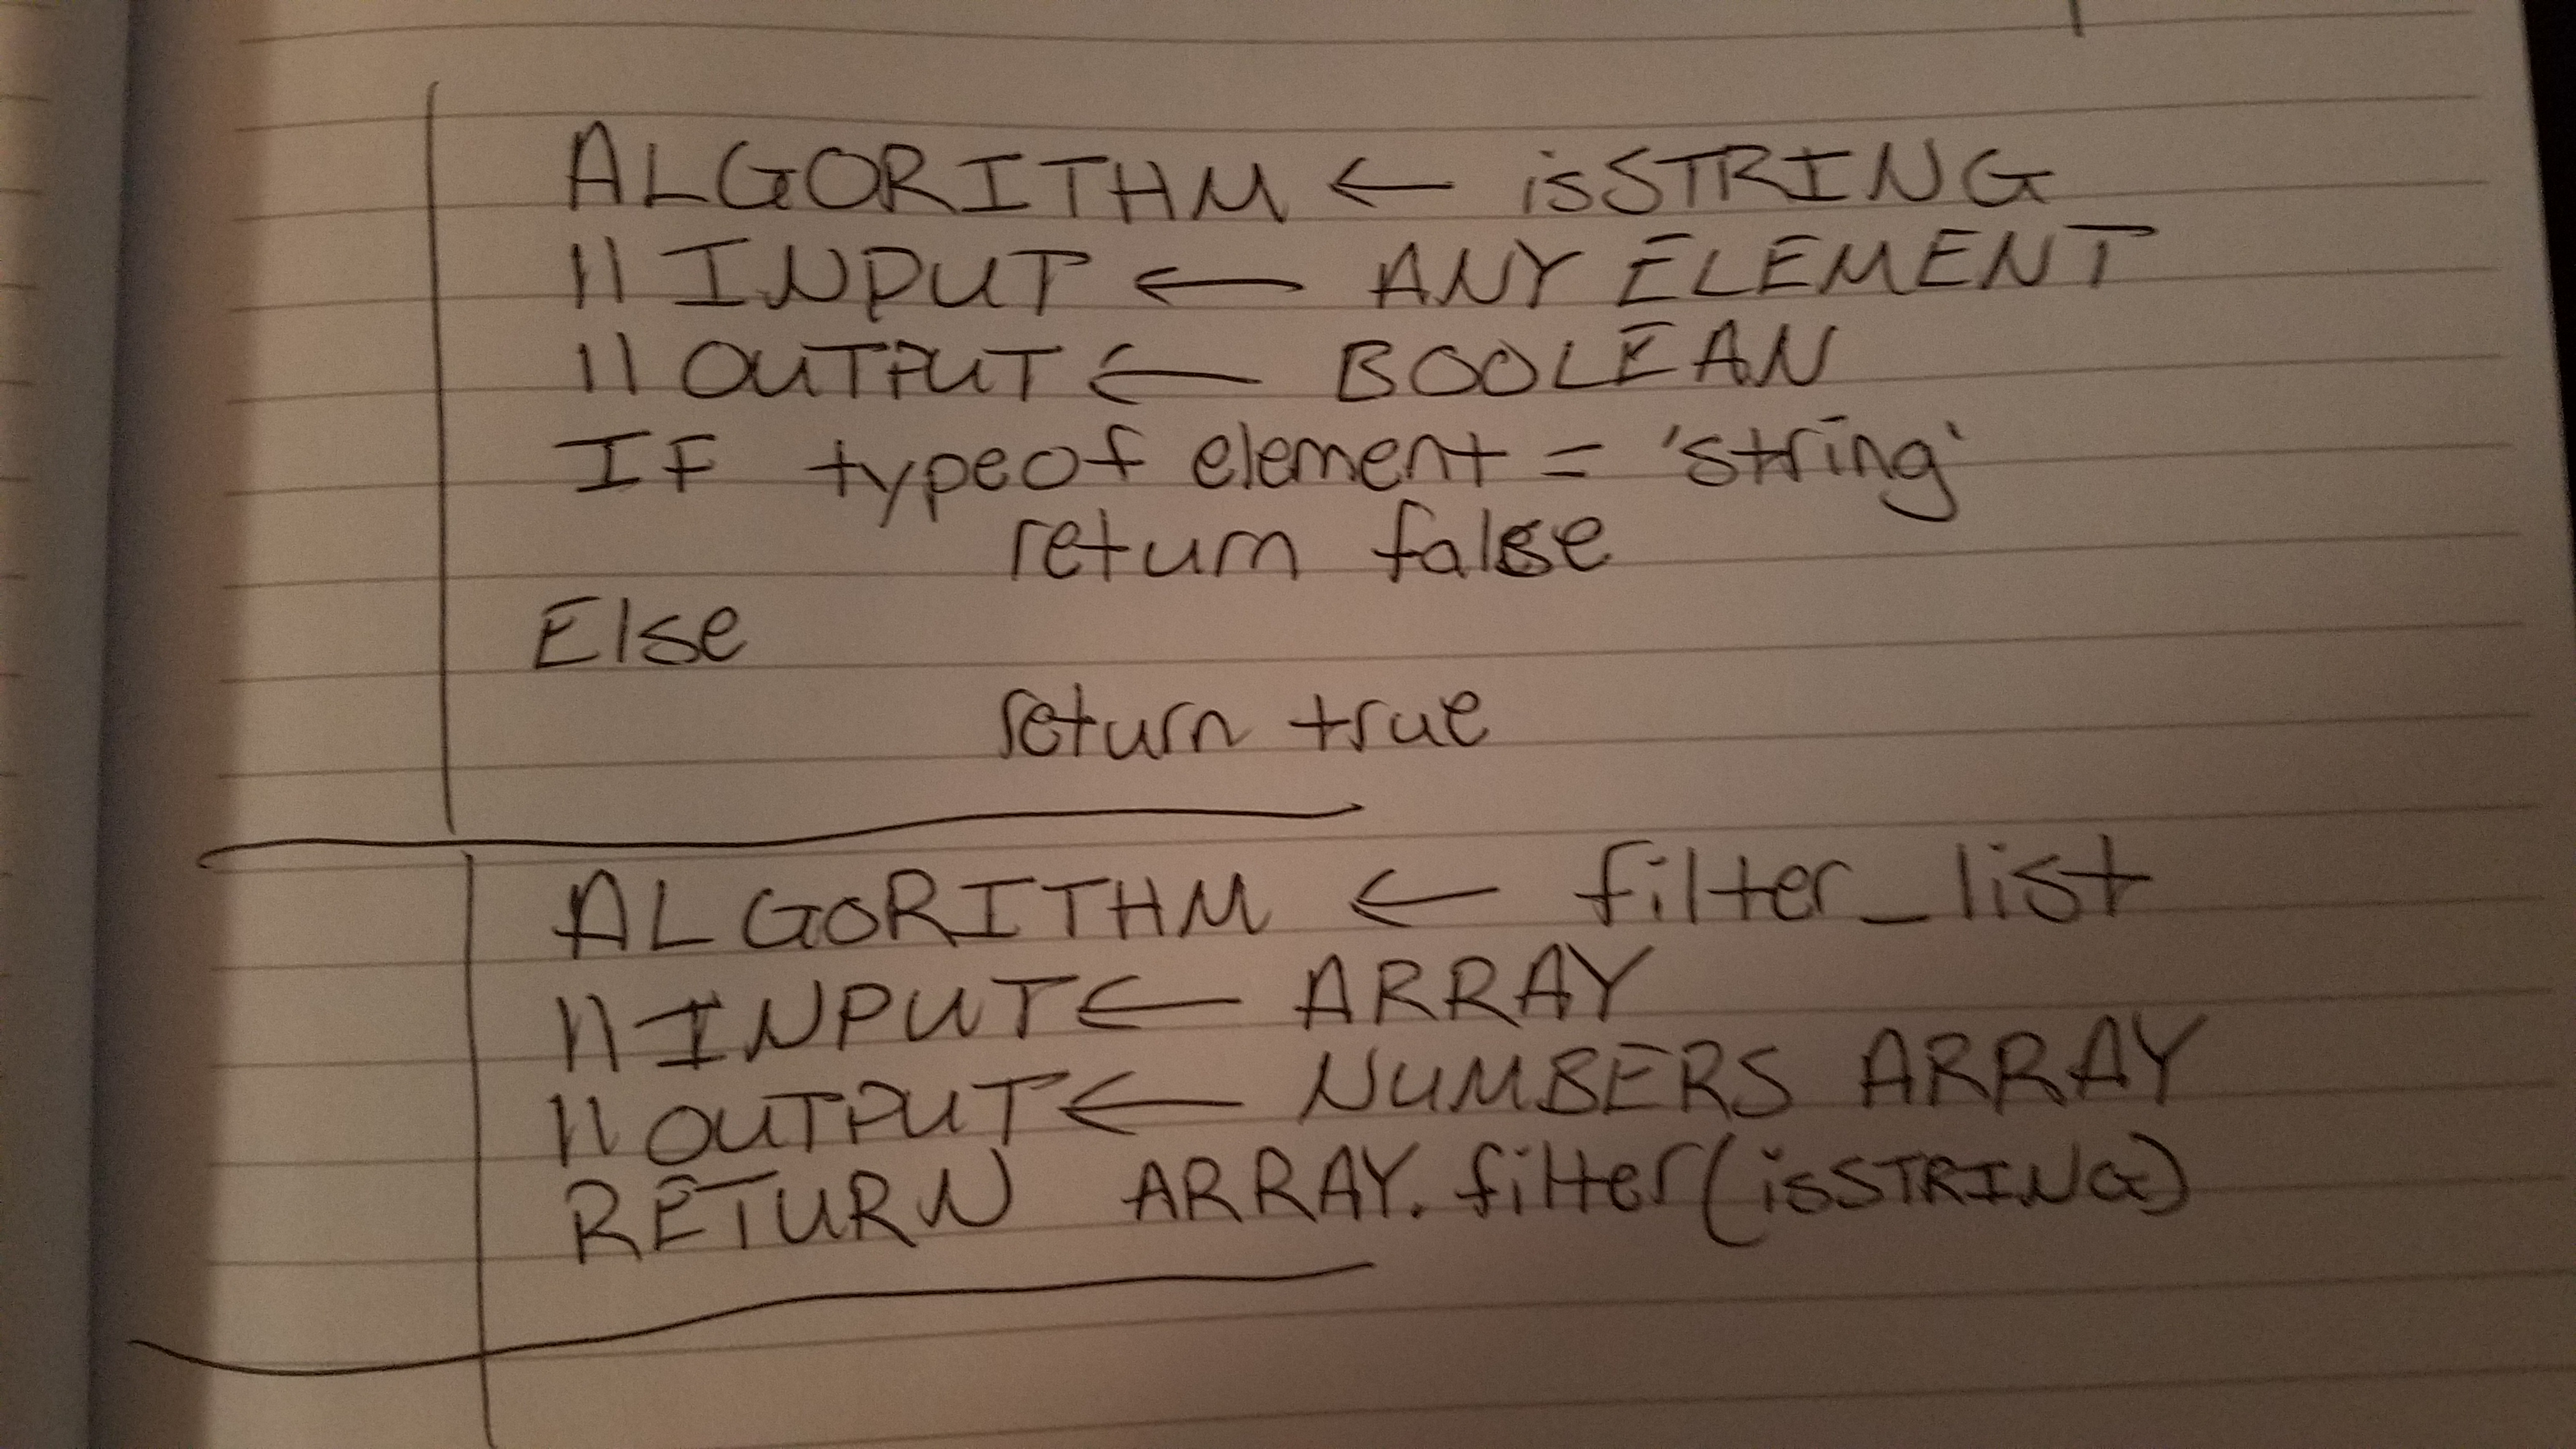 ALGORITHM ← isSTRING
// INPUT ← ANY ELEMENT
// OUTPUT ← BOOLEAN
IF typeof element = 'string'
return false
Else
return true
ALGORITHM ← filter_list
// INPUT ← ARRAY
// OUTPUT ← NUMBERS ARRAY
RETURN ARRAY.filter(isSTRING)